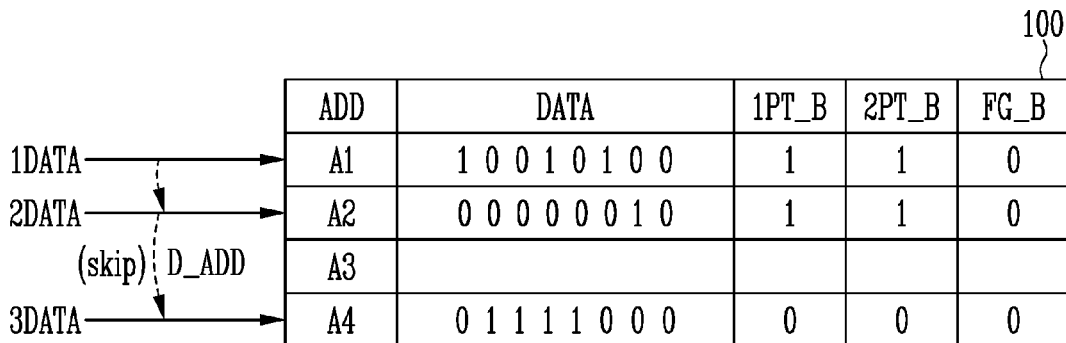 100
ADD DATA 1PT_B 2PT_B FG_B
1DATA A1 1 0 0 1 0 1 0 0 1 1 0
2DATA A2 0 0 0 0 0 0 1 0 1 1 0
(skip) D_ADD A3
3DATA A4 0 1 1 1 1 0 0 0 0 0 0